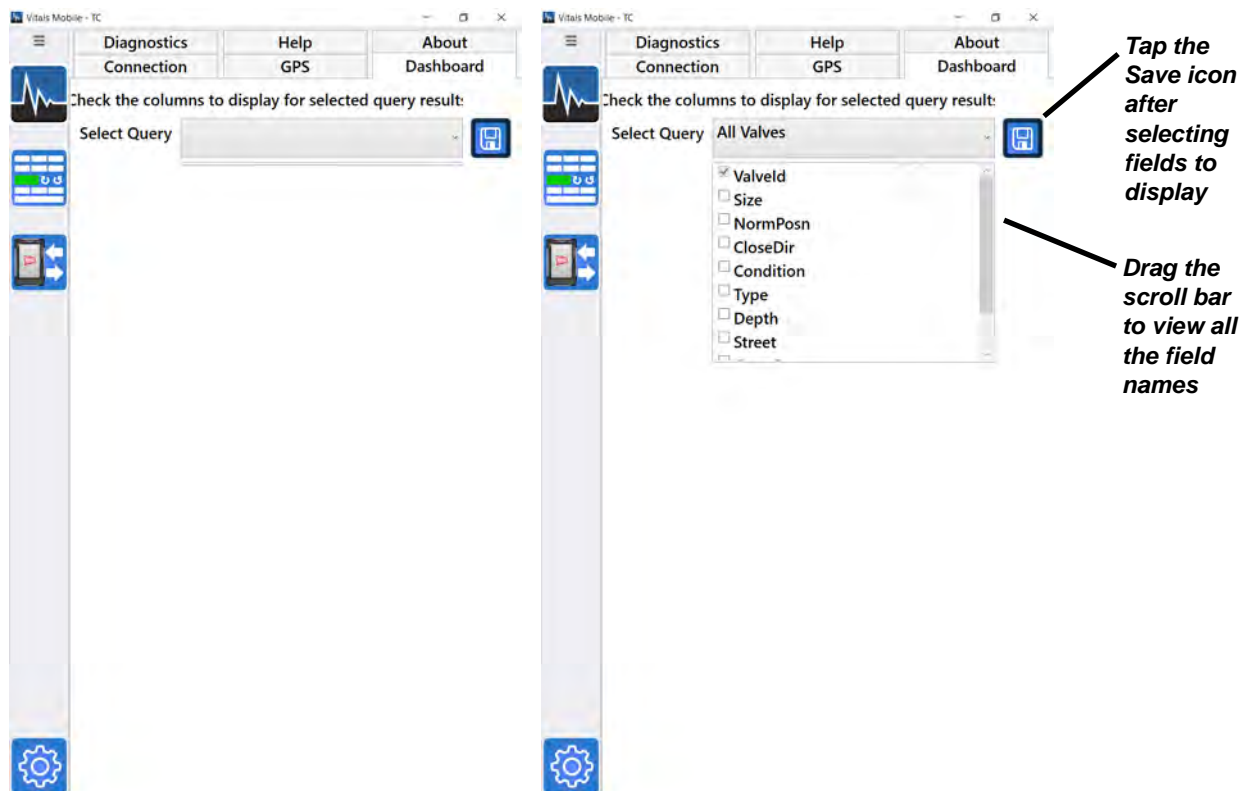 Vitals Mobile - TC
Diagnostics Help About
Connection GPS Dashboard
Check the columns to display for selected query result:
Select Query
Vitals Mobile - TC
Diagnostics Help About
Connection GPS Dashboard
Check the columns to display for selected query result:
Select Query All Valves
ValveId
Size
NormPosn
CloseDir
Condition
Type
Depth
Street
Tap the
Save icon
after
selecting
fields to
display
Drag the
scroll bar
to view all
the field
names